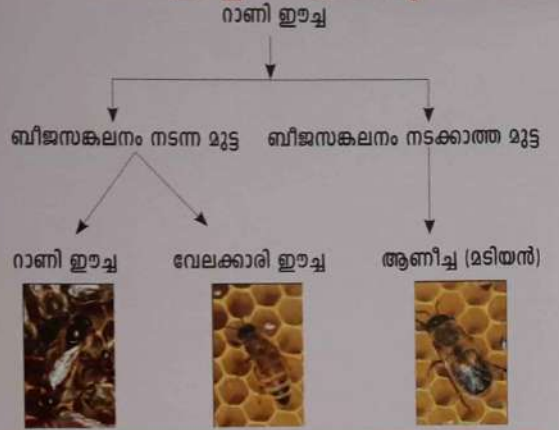 റാണി ഈച്ച
ബീജസങ്കലനം നടന്ന മുട്ട ബീജസങ്കലനം നടക്കാത്ത മുട്ട
റാണി ഈച്ച വേലക്കാരി ഈച്ച ആണീച്ച (മടിയൻ)